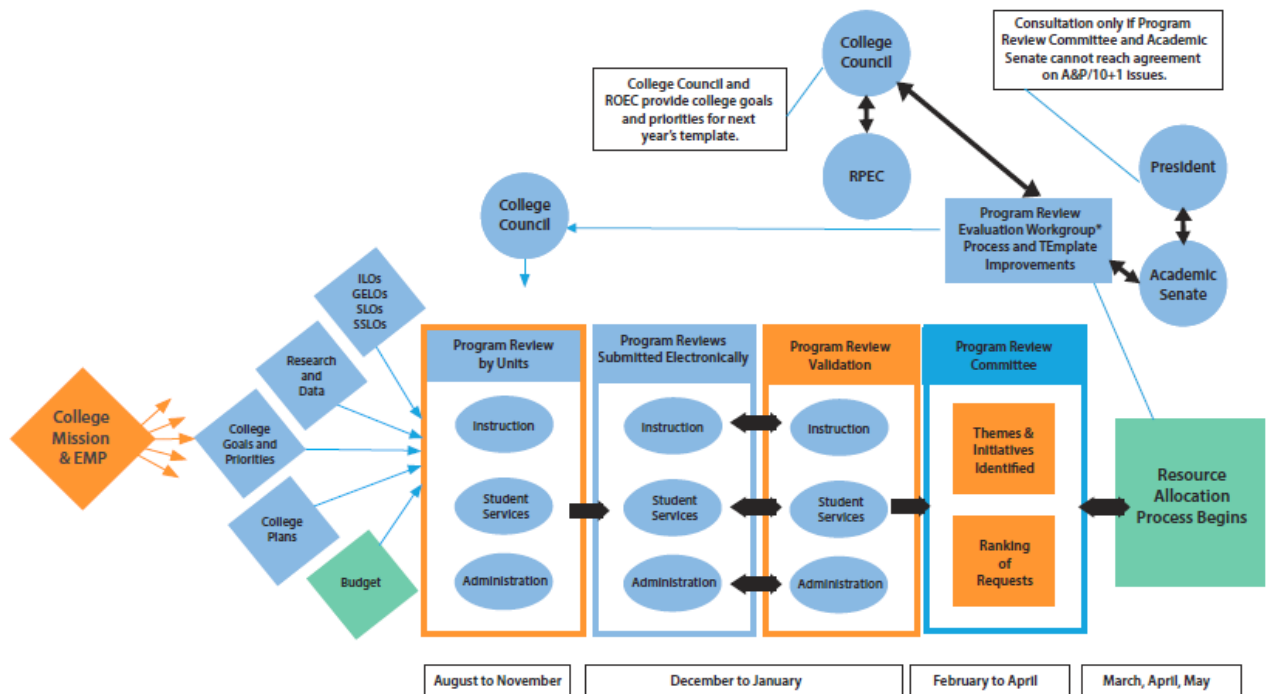 College
Council
Consultation only if Program
Review Committee and Academic
Senate cannot reach agreement
on A&P/10+1 issues.
College Council and
ROEC provide college goals
and priorities for next
year's template.
RPEC
President
College
Council
Program Review
Evaluation Workgroup*
Process and TEmplate
Improvements
Academic
Senate
ILOs
GELOs
SLOs
SSLOs
Research
and
Data
College
Mission
& EMP
College
Goals and
Priorities
College
Plans
Budget
Program Review
by Units
Instruction
Student
Services
Administration
Program Reviews
Submitted Electronically
Instruction
Student
Services
Administration
Program Review
Validation
Instruction
Student
Services
Administration
Program Review
Committee
Themes &
Initiatives
Identified
Ranking
of
Requests
Resource
Allocation
Process Begins
August to November
December to January
February to April
March, April, May